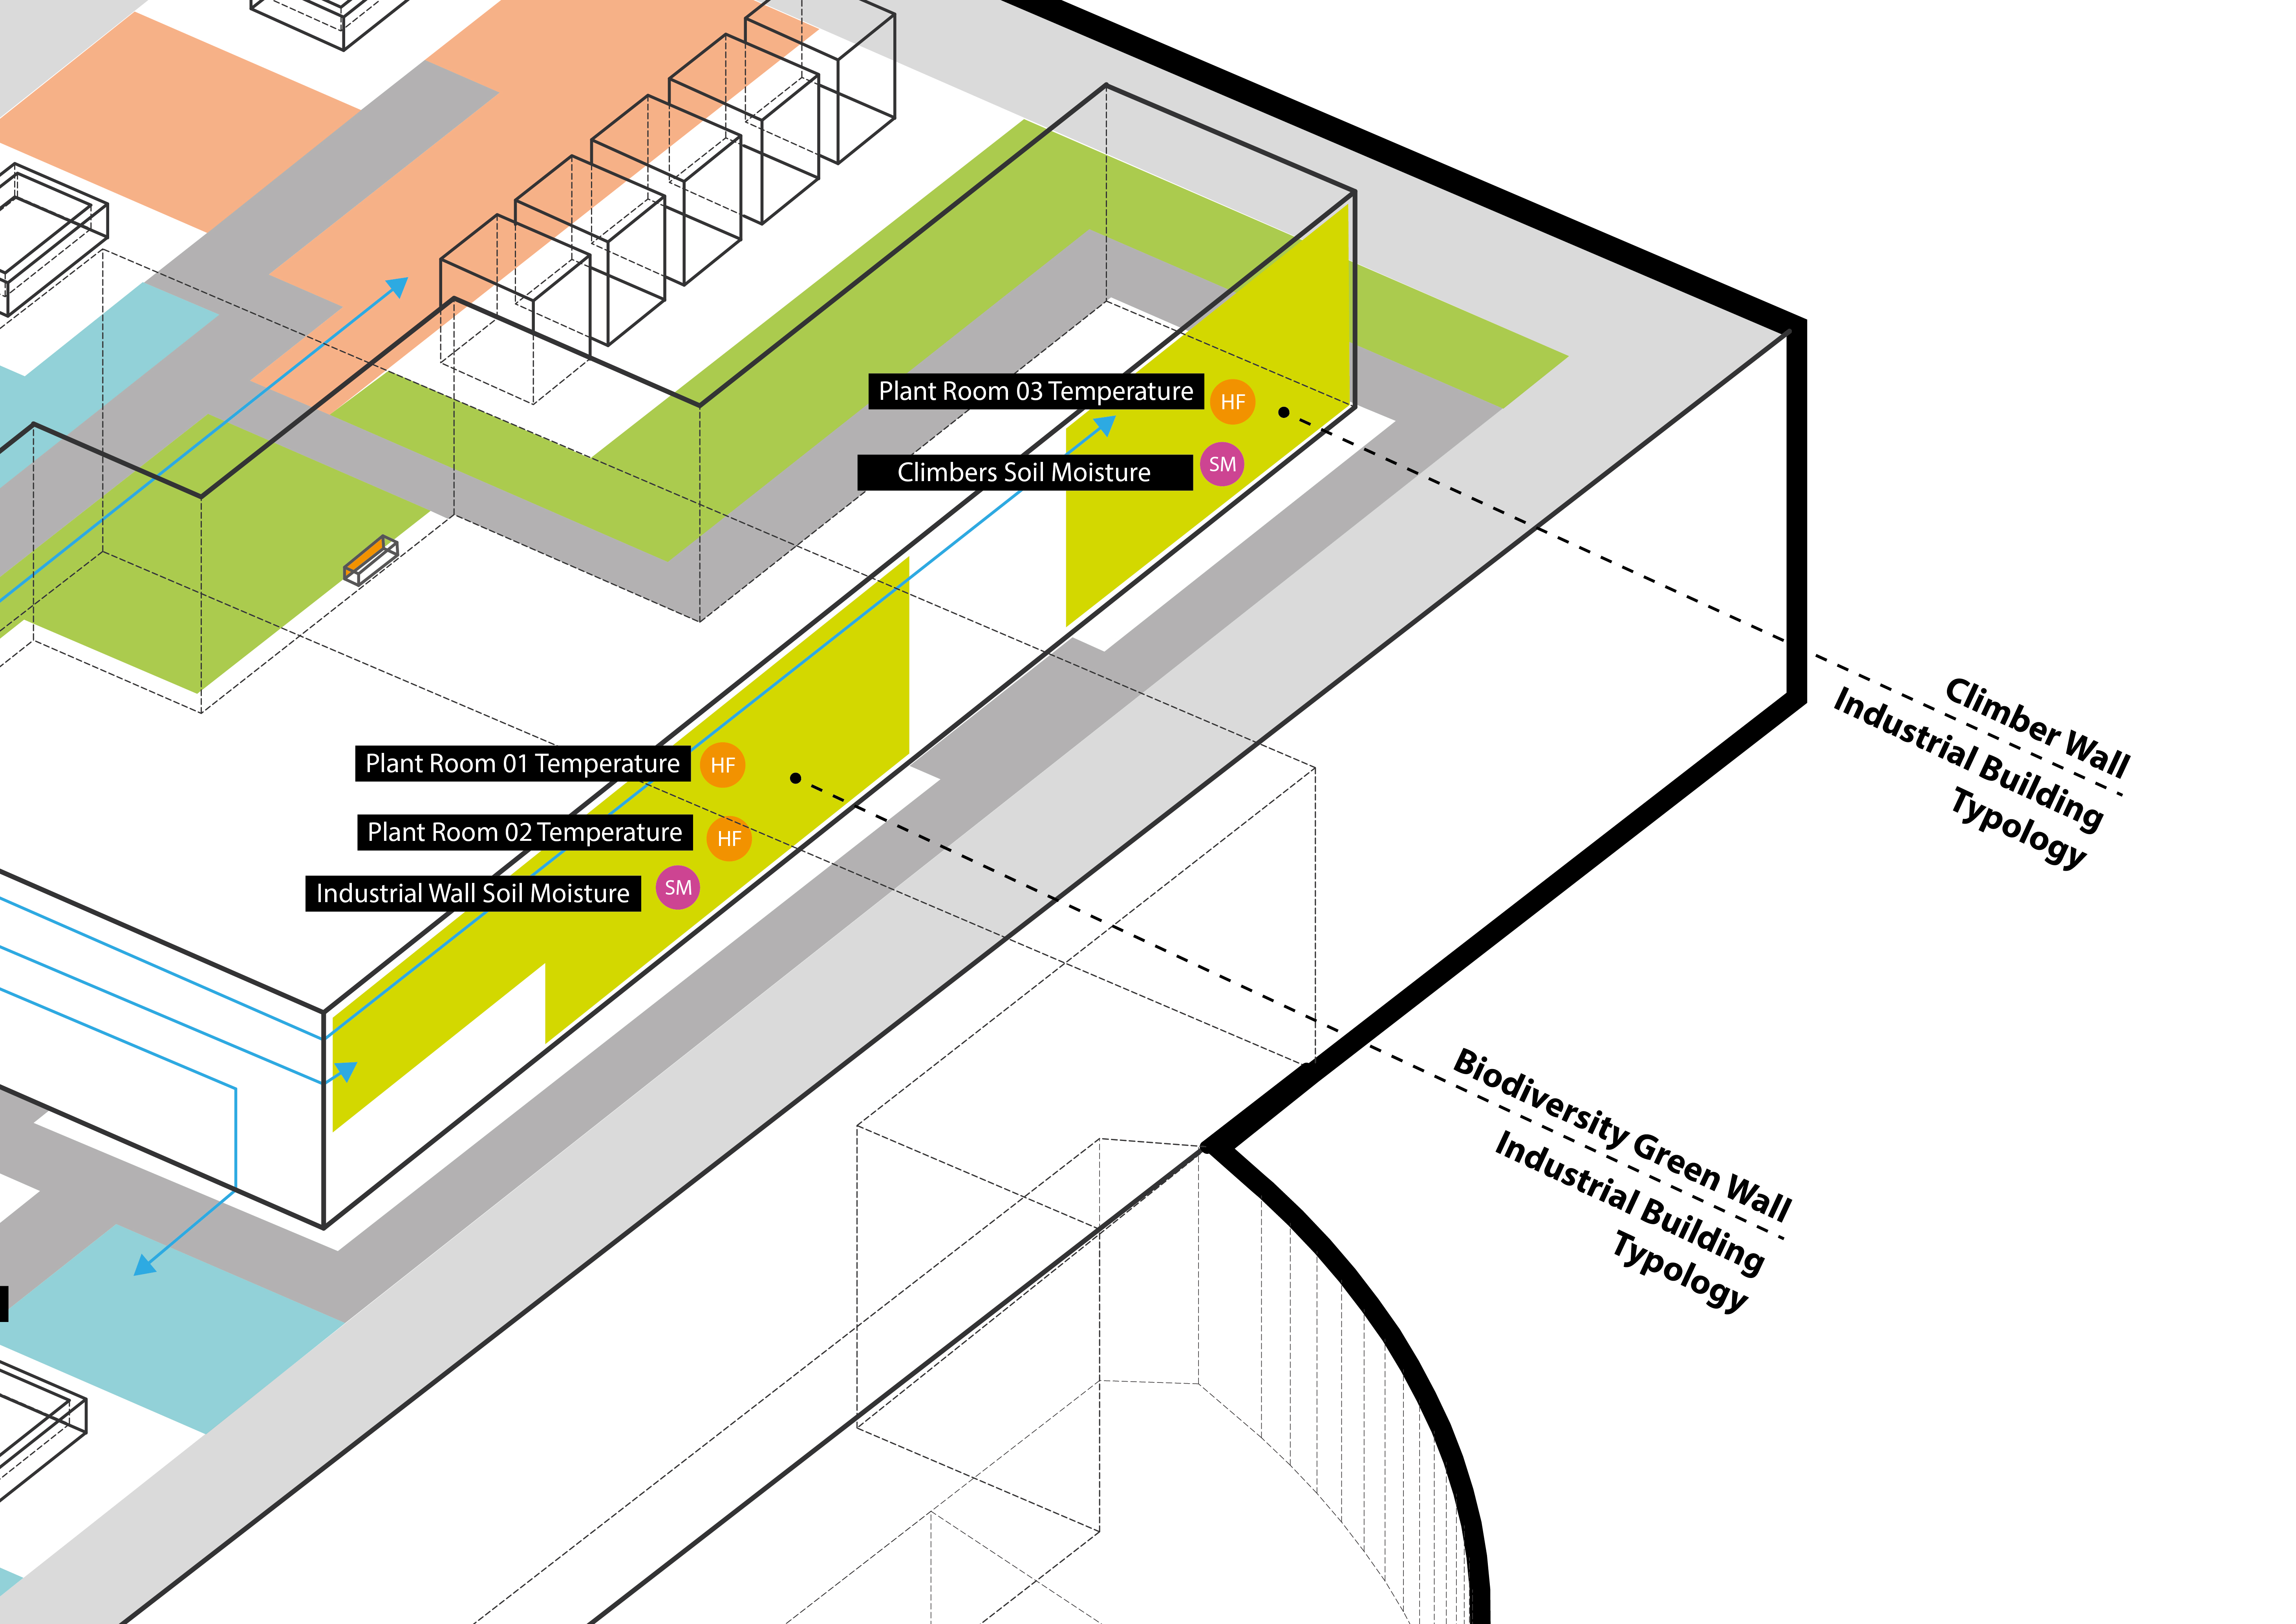 Plant Room 03 Temperature HF
Climbers Soil Moisture SM
Climber Wall
Industrial Building
Typology
Plant Room 01 Temperature HF
Plant Room 02 Temperature HF
Industrial Wall Soil Moisture SM
Biodiversity Green Wall
Industrial Building
Typology